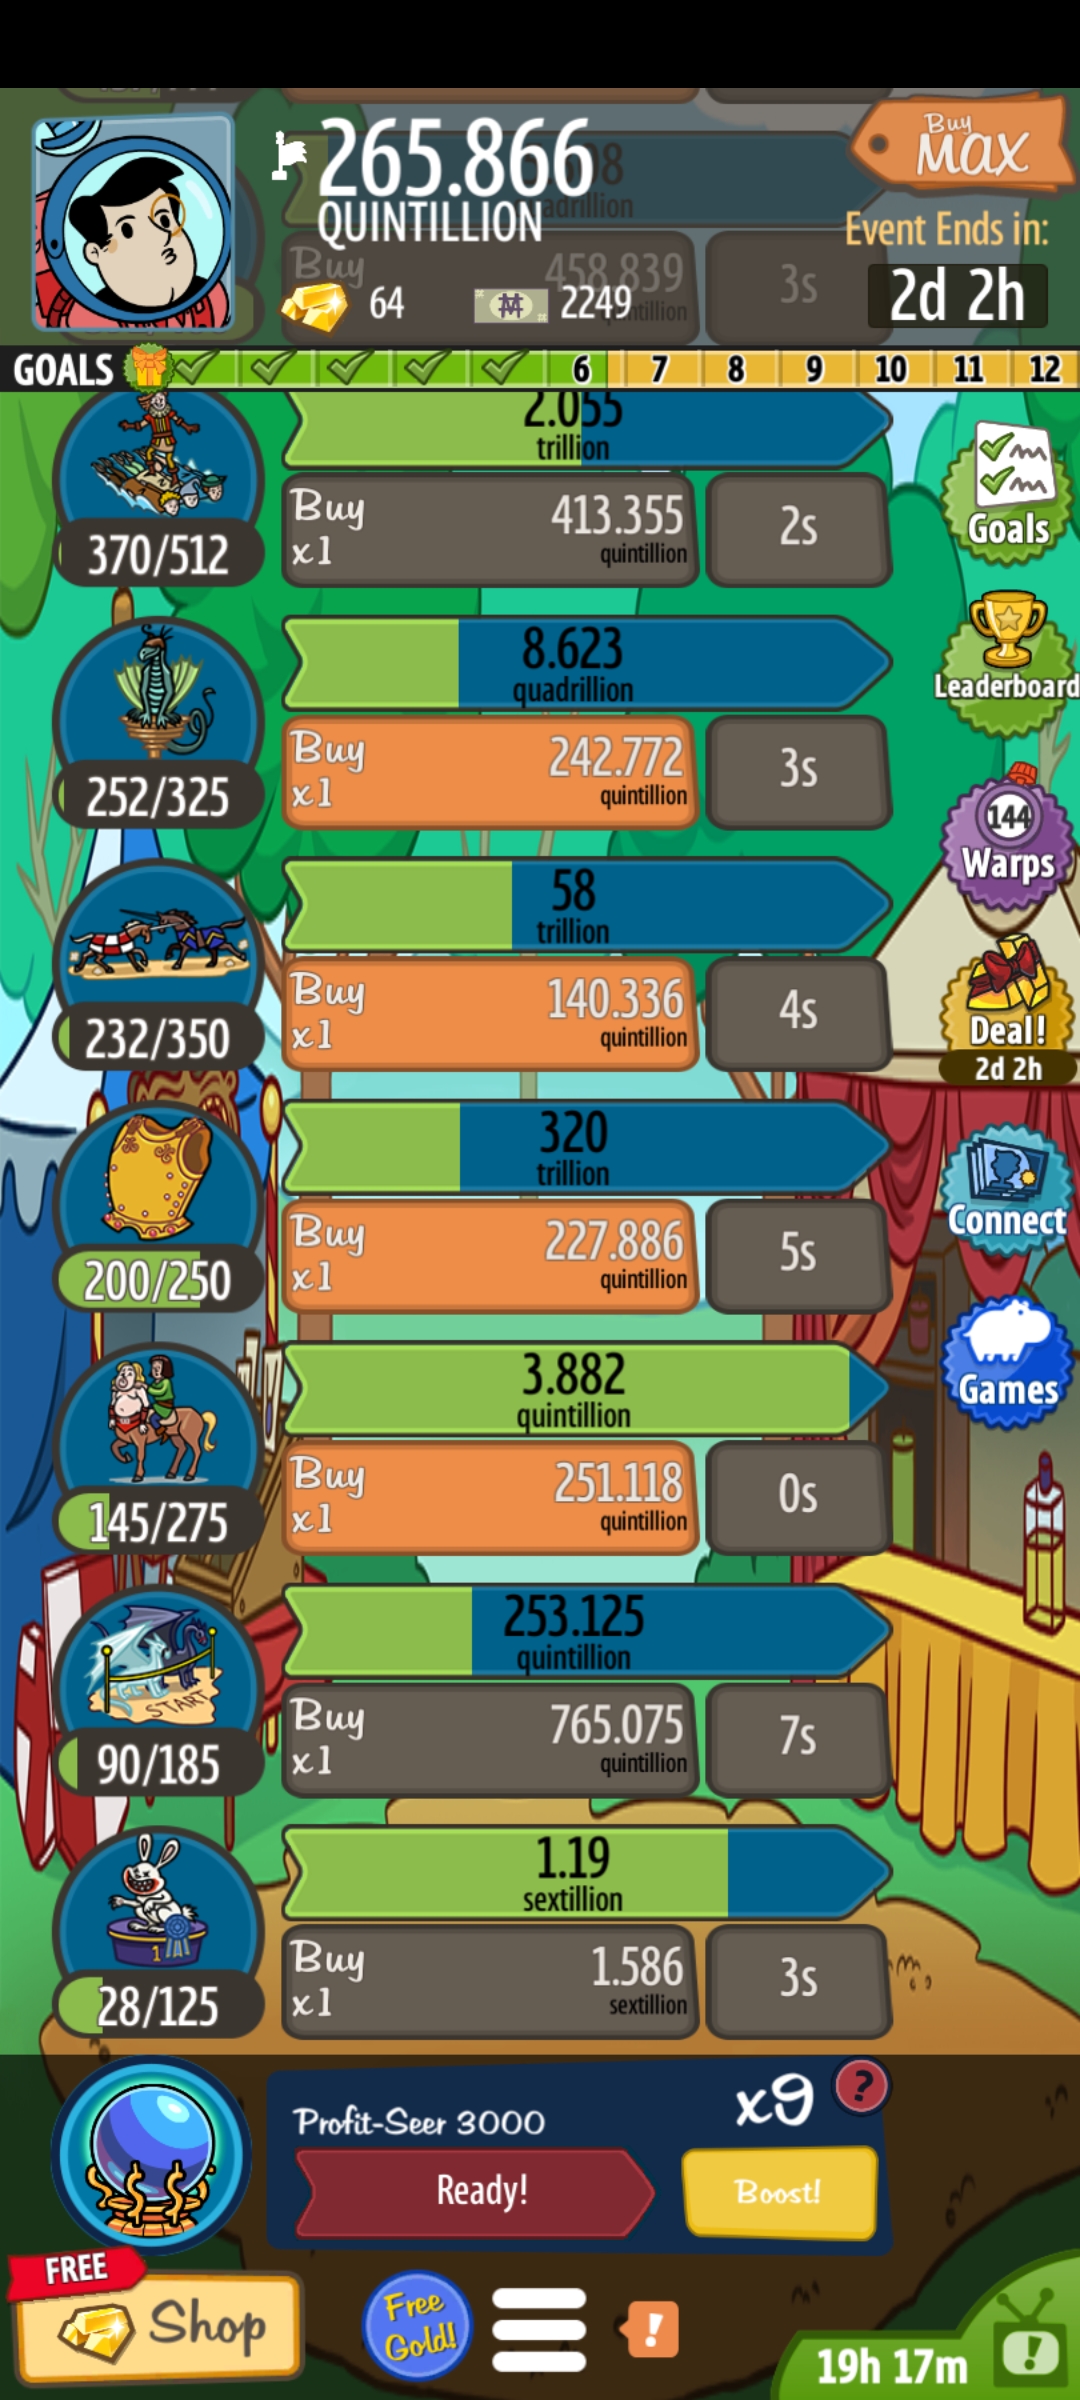 265.866
QUINTILLION
64
2249
Buy
MAX
Event Ends in:
2d 2h
adrillion
Buy
458.839
3s
GOALS 6 7 8 9 10 11 12
2.055
trillion
370/512
Buy
x1
413.355
quintillion
2s
Goals
8.623
quadrillion
252/325
Buy
x1
242.772
quintillion
3s
Leaderboard
58
trillion
232/350
Buy
x1
140.336
quintillion
4s
144
Warps
Deal!
2d 2h
320
trillion
200/250
Buy
x1
227.886
quintillion
5s
Connect
3.882
quintillion
145/275
Buy
x1
251.118
quintillion
0s
Games
253.125
quintillion
START
90/185
Buy
x1
765.075
quintillion
7s
1.19
sextillion
1
28/125
Buy
x1
1.586
sextillion
3s
Profit-Seer 3000
x9
?
Ready!
Boost!
FREE
Shop
Free
Gold!
!
19h 17m
!